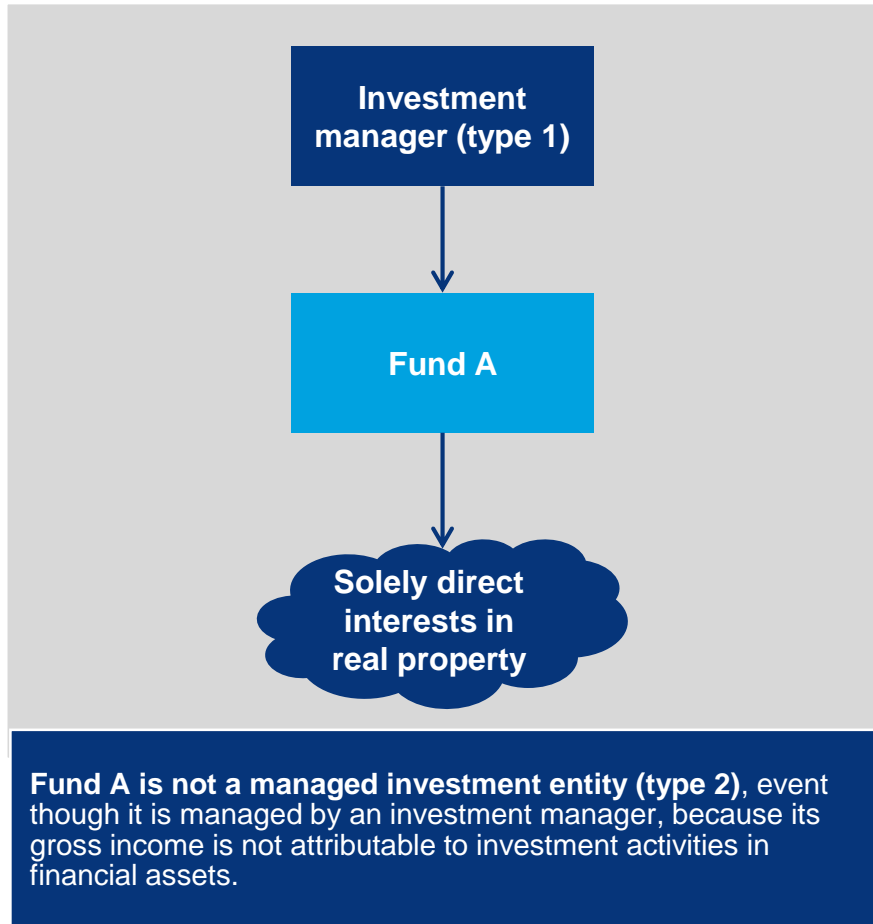 Investment
manager (type 1)
Fund A
Solely direct
interests in
real property
Fund A is not a managed investment entity (type 2), event
though it is managed by an investment manager, because its
gross income is not attributable to investment activities in
financial assets.